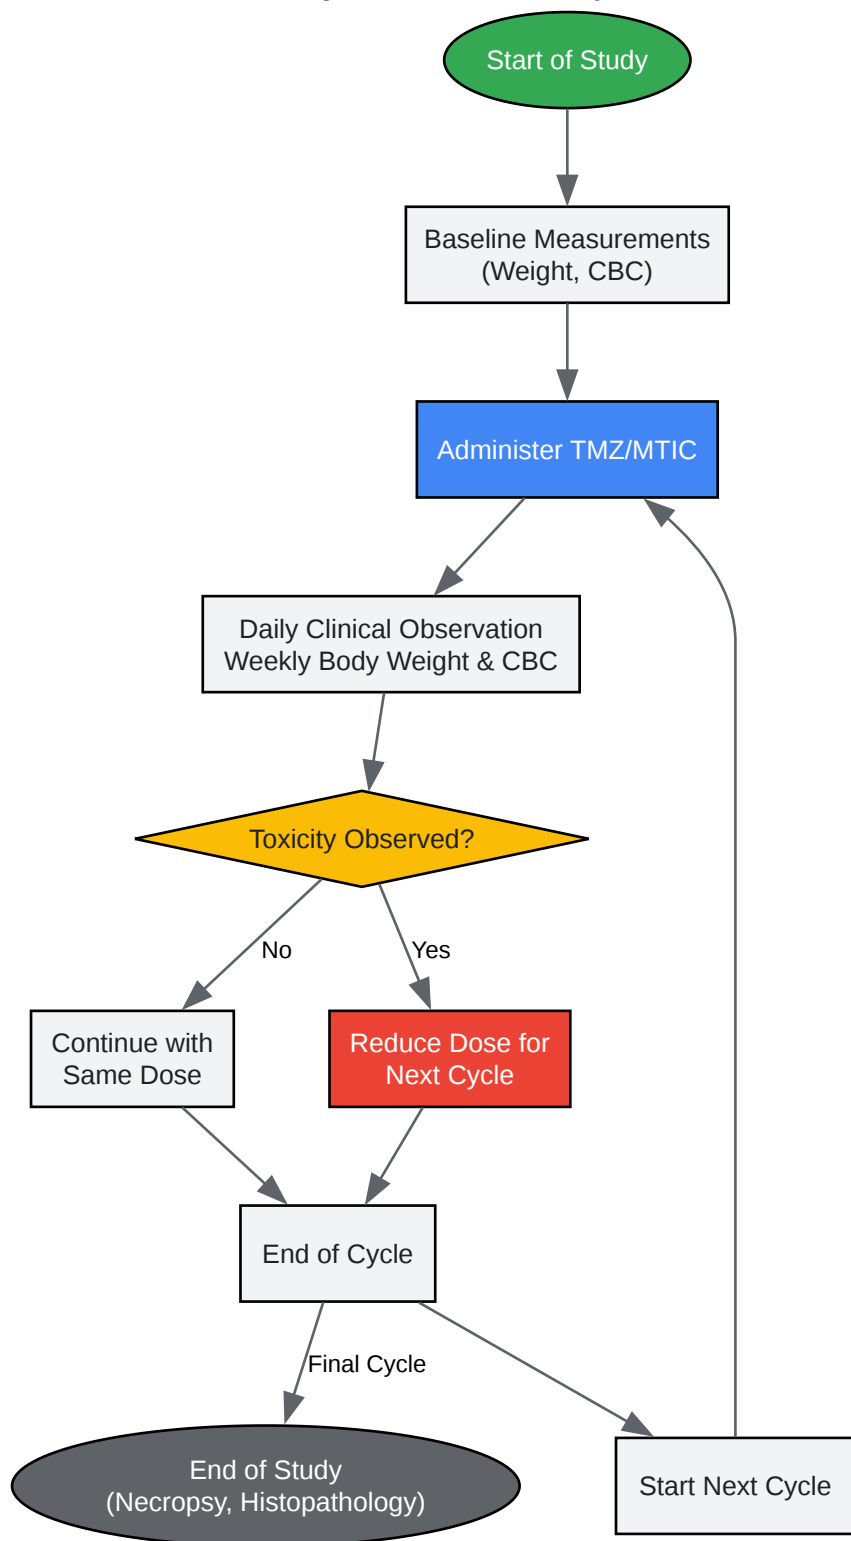 Start of Study
Baseline Measurements
(Weight, CBC)
Administer TMZ/MTIC
Daily Clinical Observation
Weekly Body Weight & CBC
Toxicity Observed?
No
Yes
Continue with
Same Dose
Reduce Dose for
Next Cycle
End of Cycle
Final Cycle
End of Study
(Necropsy, Histopathology)
Start Next Cycle